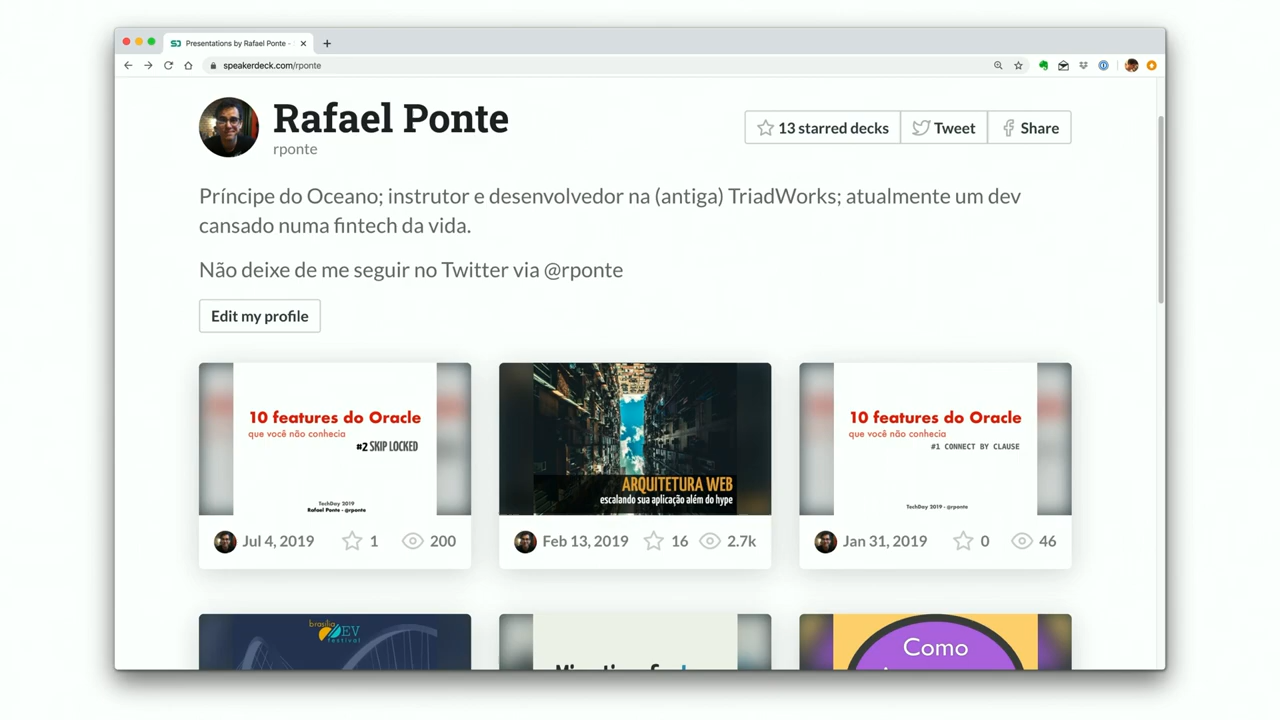 Presentations by Rafael Ponte -
speakerdeck.com/rponte
Rafael Ponte
rponte
13 starred decks
Tweet
Share
Príncipe do Oceano; instrutor e desenvolvedor na (antiga) TriadWorks; atualmente um dev
cansado numa fintech da vida.
Não deixe de me seguir no Twitter via @rponte
Edit my profile
10 features do Oracle
que você não conhecia
#2 SKIP LOCKED
TechDay 2019
Rafael Ponte - @rponte
Jul 4, 2019
1
200
ARQUITETURA WEB
escalando sua aplicação além do hype
Feb 13, 2019
16
2.7k
10 features do Oracle
que você não conhecia
#1 CONNECT BY CLAUSE
TechDay 2019 - @rponte
Jan 31, 2019
0
46
brasília
DEV
festival
Como